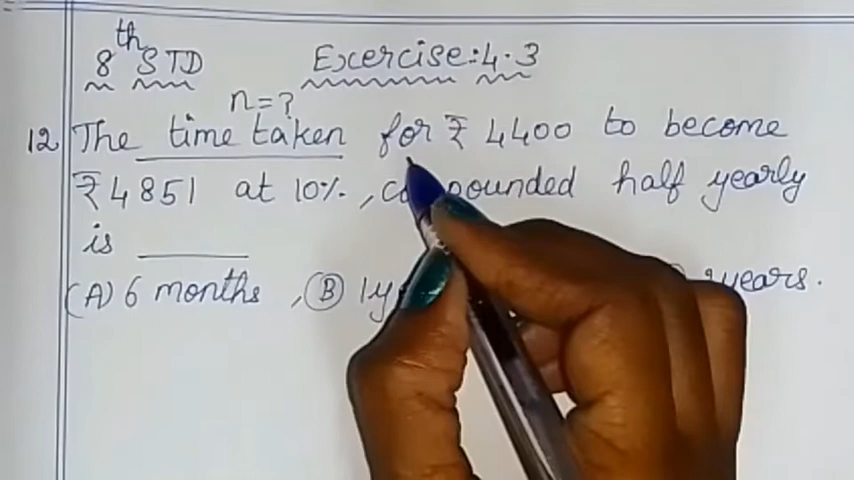 8th STD Exercise:4.3
n=?
12 The time taken for ₹4400 to become
₹4851 at 10%, compounded half yearly
is ______
(A) 6 months, (B) 1y years.